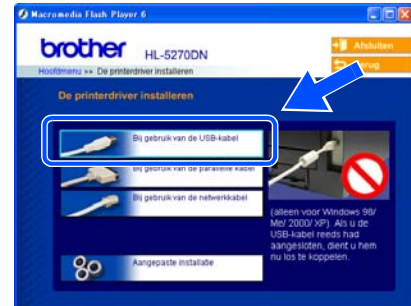 Macromedia Flash Player 6
brother HL-5270DN
Afsluiten
Hoofdmenu >> De printerdriver installeren
De printerdriver installeren
Bij gebruik van de USB-kabel
Bij gebruik van de parallelle kabel
Bij gebruik van de netwerkkabel
(alleen voor Windows 98/
Me/ 2000/ XP). Als u de
USB-kabel reeds had
aangesloten, dient u hem
nu los te koppelen.
Aangepaste installatie